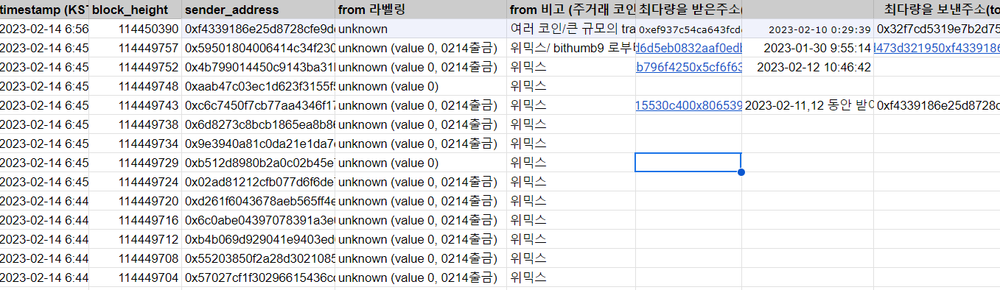 timestamp (KST block_height sender_address from 라벨링 from 비고 (주거래 코인 최다량을 받은주소( 최다량을 보낸주소(to
2023-02-14 6:56 114450390 0xf4339186e25d8728cfe9d unknown 여러 코인/큰 규모의 tra 0xef937c54ca643fcd 2023-02-10 0:29:39 0x32f7cd5319e7b2d75
2023-02-14 6:45 114449757 0x59501804006414c34f230 unknown (value 0, 0214출금) 위믹스/ bithumb9 로부 d6d5eb0832aaf0edb 2023-01-30 9:55:14 d473d321950xf4339186
2023-02-14 6:45 114449752 0x4b799014450c9143ba31 unknown (value 0, 0214출금) 위믹스 b796f4250x5cf6f63 2023-02-12 10:46:42
2023-02-14 6:45 114449748 0xaab47c03ec1d623f3155f unknown (value 0) 위믹스
2023-02-14 6:45 114449743 0xc6c7450f7cb77aa4346f17 unknown (value 0, 0214출금) 위믹스 15530c400x806539 2023-02-11,12 동안 받 0xf4339186e25d8728c
2023-02-14 6:45 114449738 0x6d8273c8bcb1865ea8b86 unknown (value 0, 0214출금) 위믹스
2023-02-14 6:45 114449734 0x9e3940a81c0da21e1da7 unknown (value 0, 0214출금) 위믹스
2023-02-14 6:45 114449729 0xb512d8980b2a0c02b45e unknown (value 0) 위믹스
2023-02-14 6:45 114449724 0x02ad81212cfb077d6f6de unknown (value 0, 0214출금) 위믹스
2023-02-14 6:44 114449720 0xd261f6043678aeb565ff4 unknown (value 0, 0214출금) 위믹스
2023-02-14 6:44 114449716 0x6c0abe04397078391a3e unknown (value 0, 0214출금) 위믹스
2023-02-14 6:44 114449712 0xb4b069d929041e9403ed unknown (value 0, 0214출금) 위믹스
2023-02-14 6:44 114449708 0x55203850f2a28d3021085 unknown (value 0, 0214출금) 위믹스
2023-02-14 6:44 114449704 0x57027cf1f30296615436c unknown (value 0, 0214출금) 위믹스